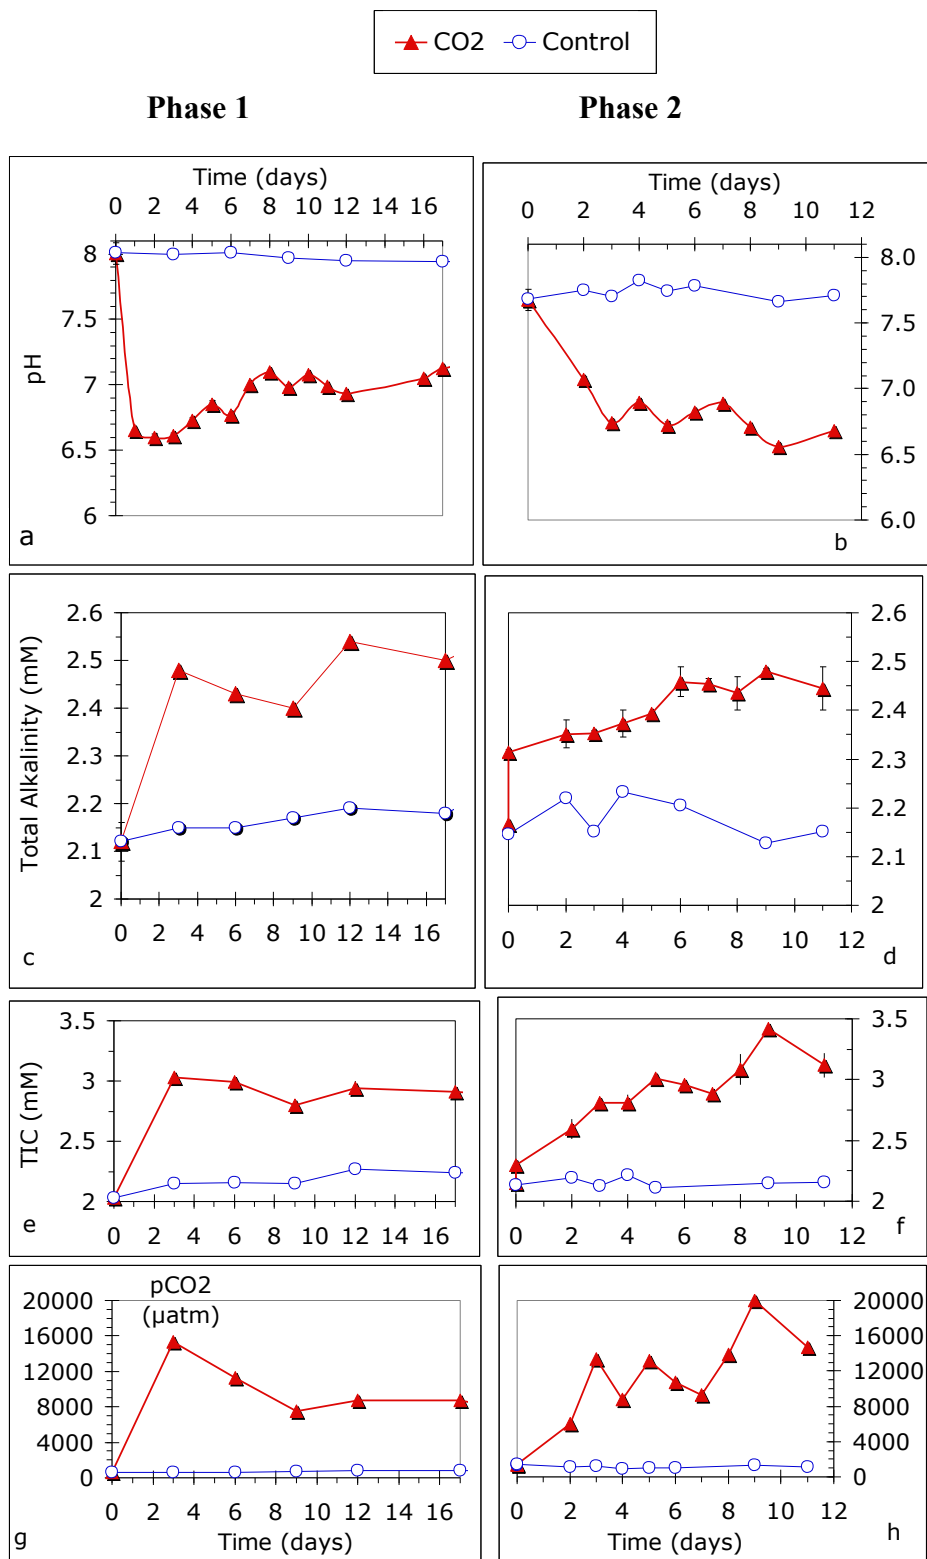 CO2 Control
Phase 1 Phase 2
Time (days)
0 2 4 6 8 10 12 14 16
8
7.5
7
6.5
6
pH
a
Time (days)
0 2 4 6 8 10 12
8.0
7.5
7.0
6.5
6.0
b
2.6
2.5
2.4
2.3
2.2
2.1
2
Total Alkalinity (mM)
0 2 4 6 8 10 12 14 16
c
2.6
2.5
2.4
2.3
2.2
2.1
2
0 2 4 6 8 10 12
d
3.5
3
2.5
2
TIC (mM)
0 2 4 6 8 10 12 14 16
e
3.5
3
2.5
2
0 2 4 6 8 10 12
f
pCO2
(µatm)
20000
16000
12000
8000
4000
0
0 2 4 6 8 10 12 14 16
Time (days)
g
20000
16000
12000
8000
4000
0
0 2 4 6 8 10 12
Time (days)
h